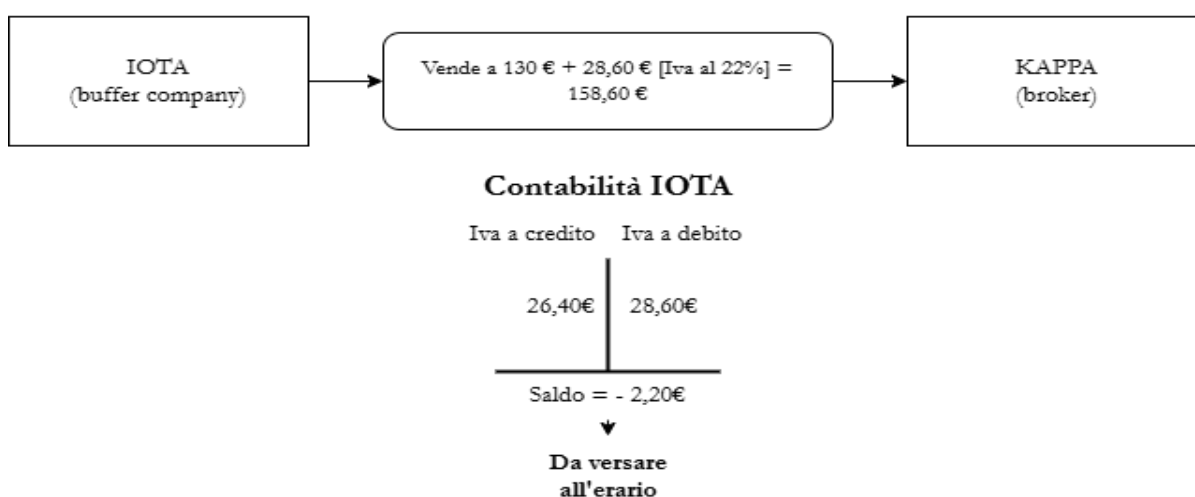 IOTA
(buffer company)
Vende a 130 € + 28,60 € [Iva al 22%] =
158,60 €
KAPPA
(broker)
Contabilità IOTA
Iva a credito Iva a debito
26,40€ 28,60€
Saldo = - 2,20€
Da versare
all'erario